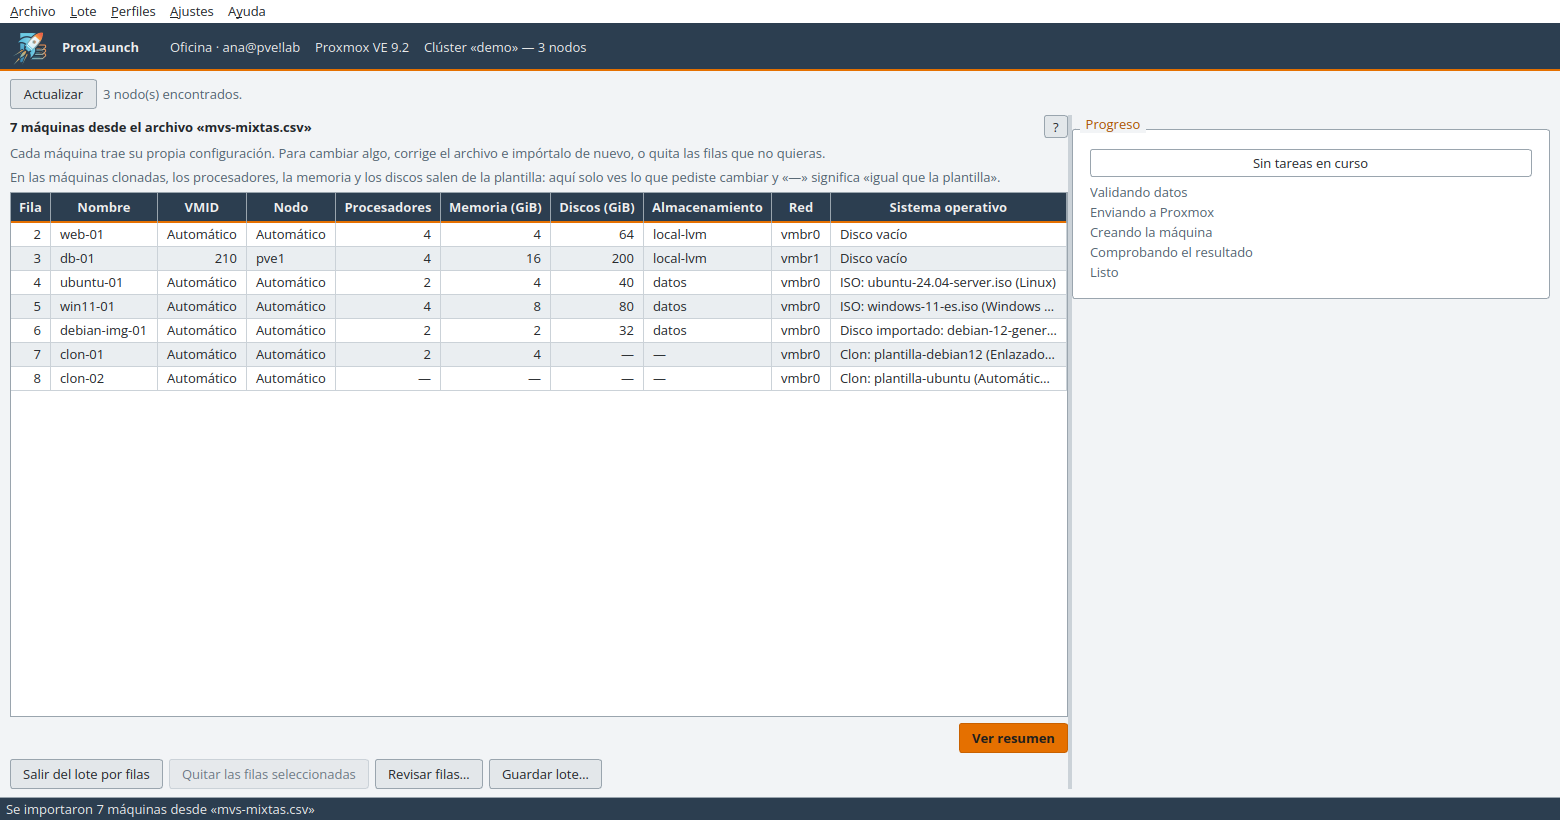 Archivo Lote Perfiles Ajustes Ayuda
ProxLaunch Oficina · ana@pve!lab Proxmox VE 9.2 Clúster «demo» — 3 nodos
Actualizar 3 nodo(s) encontrados.
7 máquinas desde el archivo «mvs-mixtas.csv» ?
Cada máquina trae su propia configuración. Para cambiar algo, corrige el archivo e impórtalo de nuevo, o quita las filas que no quieras.
En las máquinas clonadas, los procesadores, la memoria y los discos salen de la plantilla: aquí solo ves lo que pediste cambiar y «—» significa «igual que la plantilla».
Fila Nombre VMID Nodo Procesadores Memoria (GiB) Discos (GiB) Almacenamiento Red Sistema operativo
2 web-01 Automático Automático 4 4 64 local-lvm vmbr0 Disco vacío
3 db-01 210 pve1 4 16 200 local-lvm vmbr1 Disco vacío
4 ubuntu-01 Automático Automático 2 4 40 datos vmbr0 ISO: ubuntu-24.04-server.iso (Linux)
5 win11-01 Automático Automático 4 8 80 datos vmbr0 ISO: windows-11-es.iso (Windows ...
6 debian-img-01 Automático Automático 2 2 32 datos vmbr0 Disco importado: debian-12-gener...
7 clon-01 Automático Automático 2 4 — — vmbr0 Clon: plantilla-debian12 (Enlazado...
8 clon-02 Automático Automático — — — — vmbr0 Clon: plantilla-ubuntu (Automátic...
Ver resumen
Salir del lote por filas Quitar las filas seleccionadas Revisar filas... Guardar lote...
Progreso
Sin tareas en curso
Validando datos
Enviando a Proxmox
Creando la máquina
Comprobando el resultado
Listo
Se importaron 7 máquinas desde «mvs-mixtas.csv»